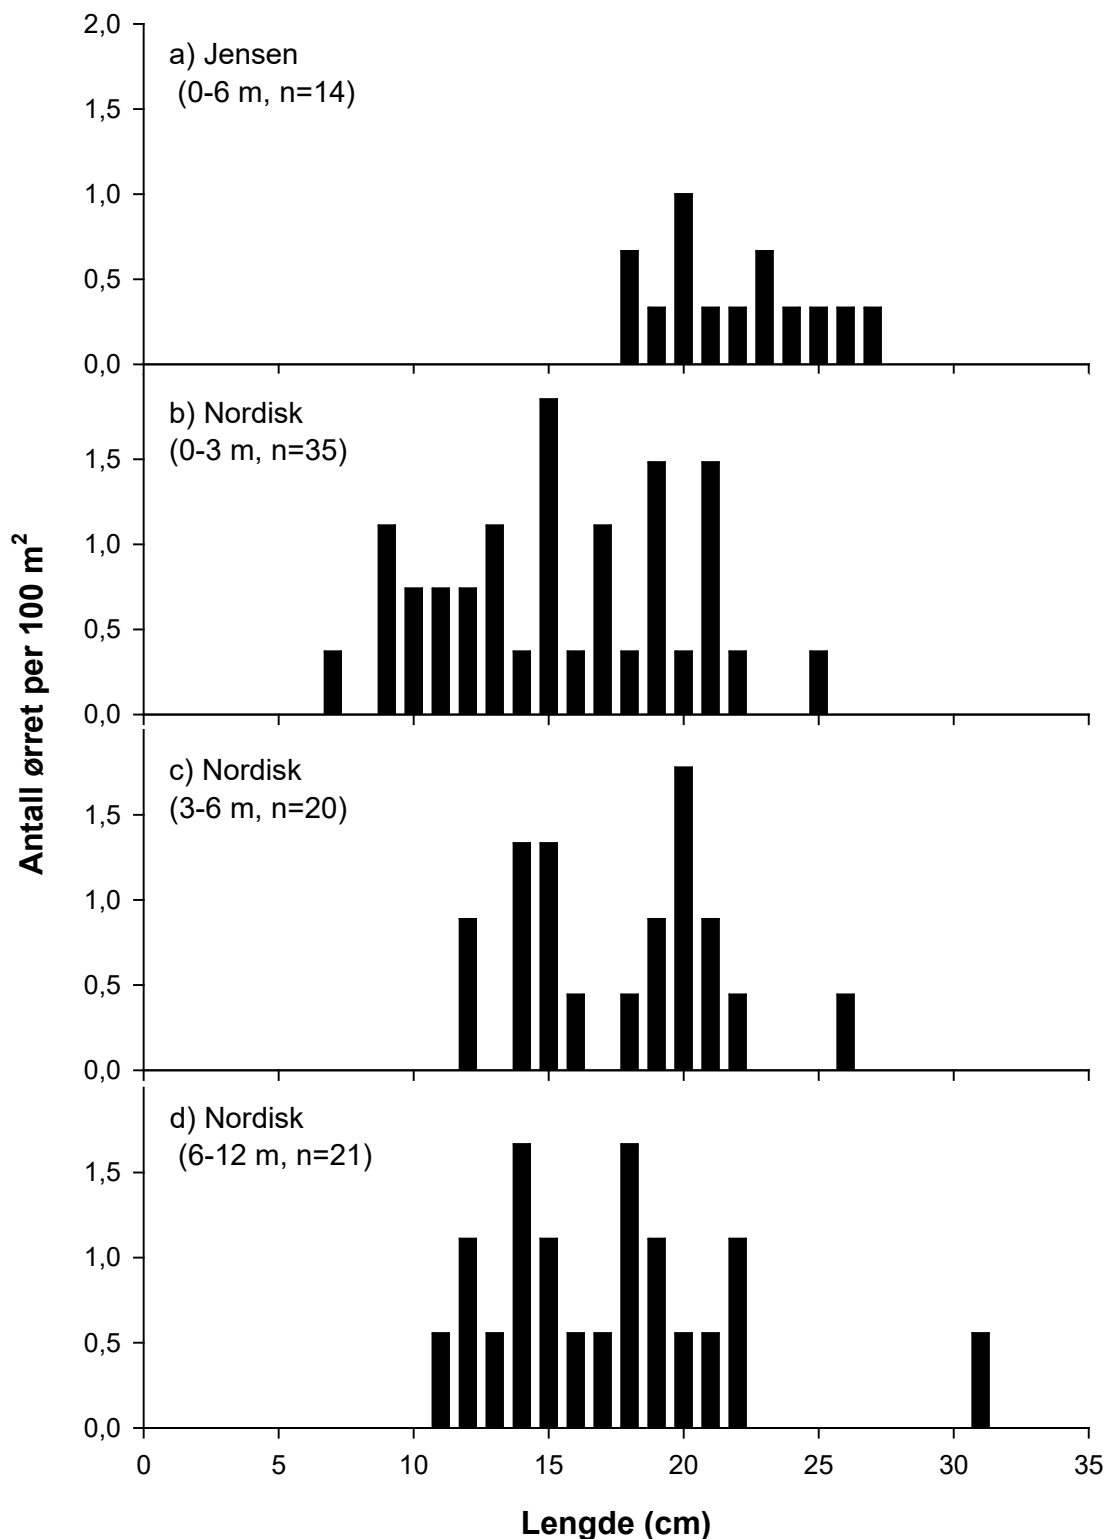 2,0
a) Jensen
(0-6 m, n=14)
1,5
1,0
0,5
0,0
b) Nordisk
(0-3 m, n=35)
1,5
1,0
0,5
0,0
c) Nordisk
(3-6 m, n=20)
1,5
1,0
0,5
0,0
d) Nordisk
(6-12 m, n=21)
1,5
1,0
0,5
0,0
Antall ørret per 100 m²
0 5 10 15 20 25 30 35
Lengde (cm)